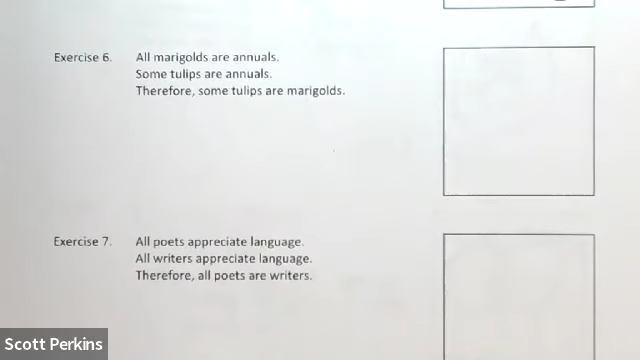 Exercise 6. All marigolds are annuals.
Some tulips are annuals.
Therefore, some tulips are marigolds.
Exercise 7. All poets appreciate language.
All writers appreciate language.
Therefore, all poets are writers.
Scott Perkins